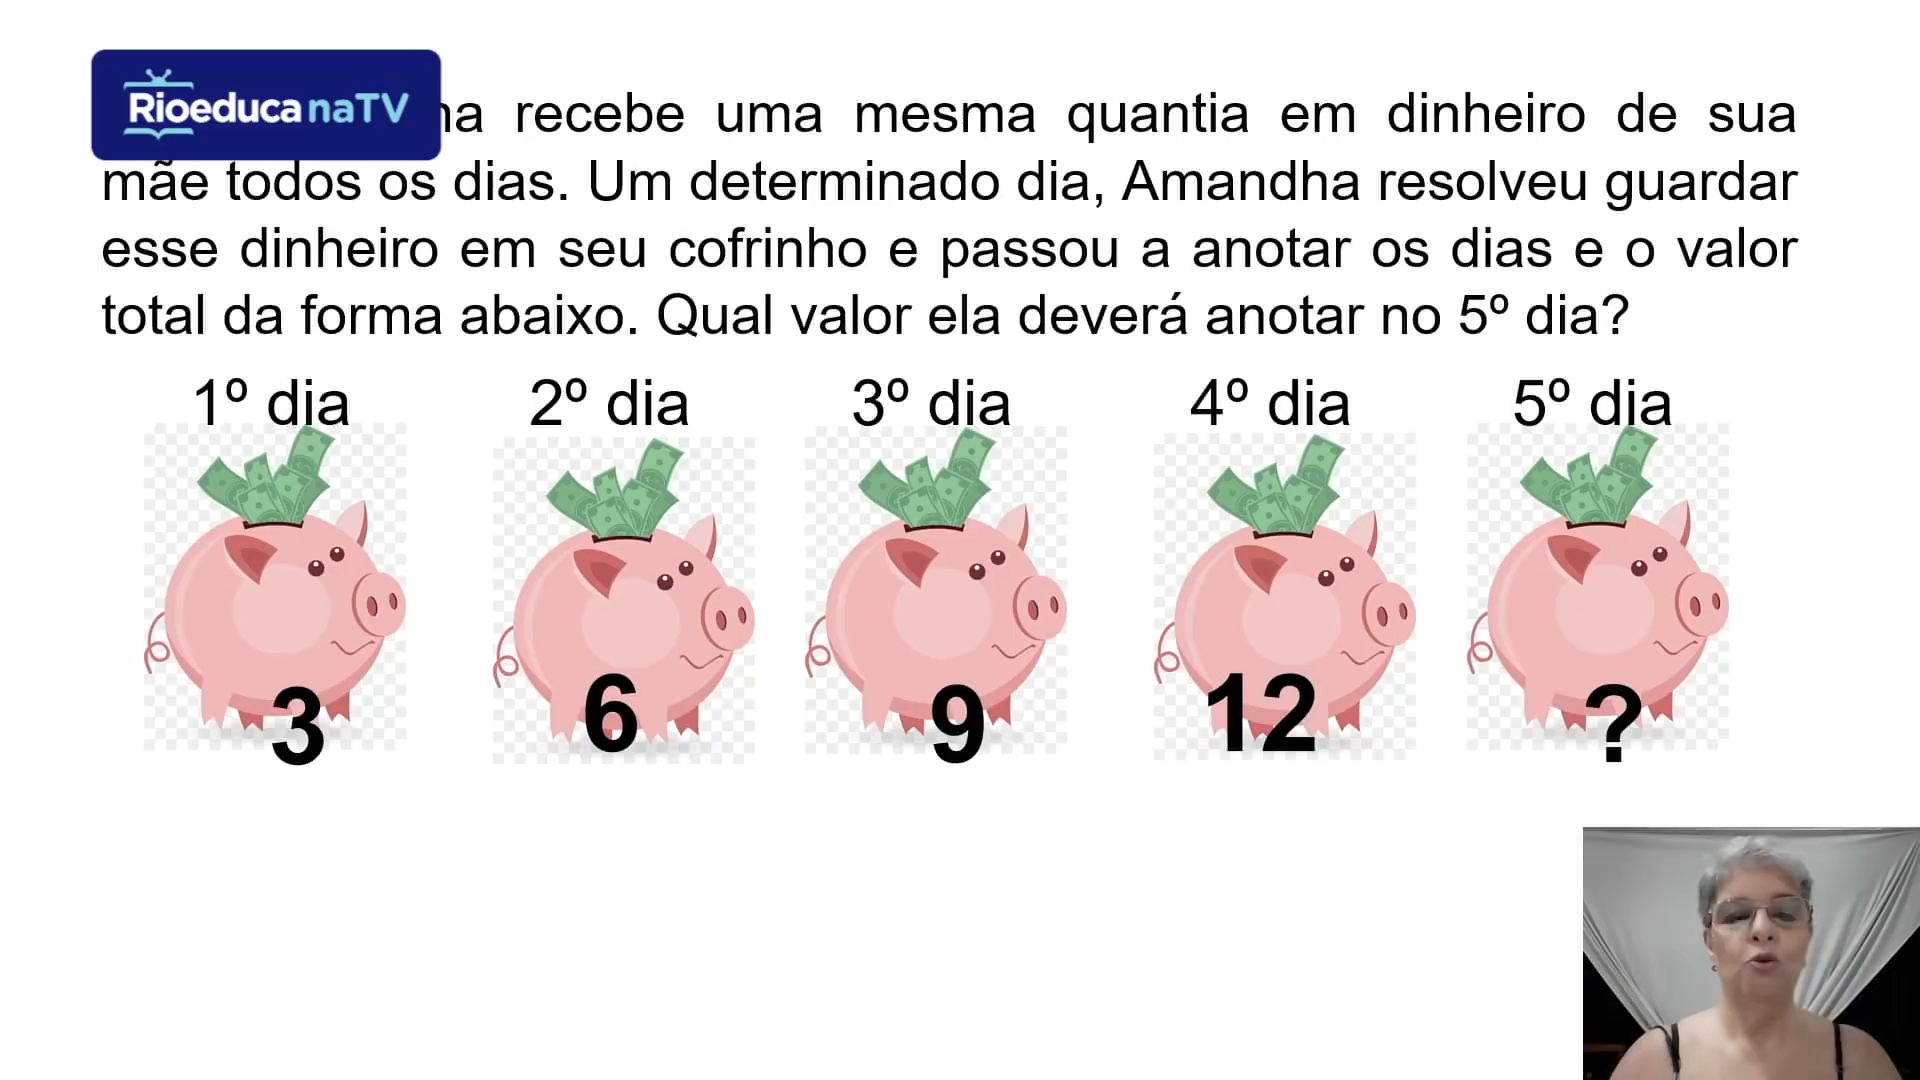 Rioeduca naTV
recebe uma mesma quantia em dinheiro de sua
mãe todos os dias. Um determinado dia, Amandha resolveu guardar
esse dinheiro em seu cofrinho e passou a anotar os dias e o valor
total da forma abaixo. Qual valor ela deverá anotar no 5º dia?
1º dia 2º dia 3º dia 4º dia 5º dia
3 6 9 12 ?